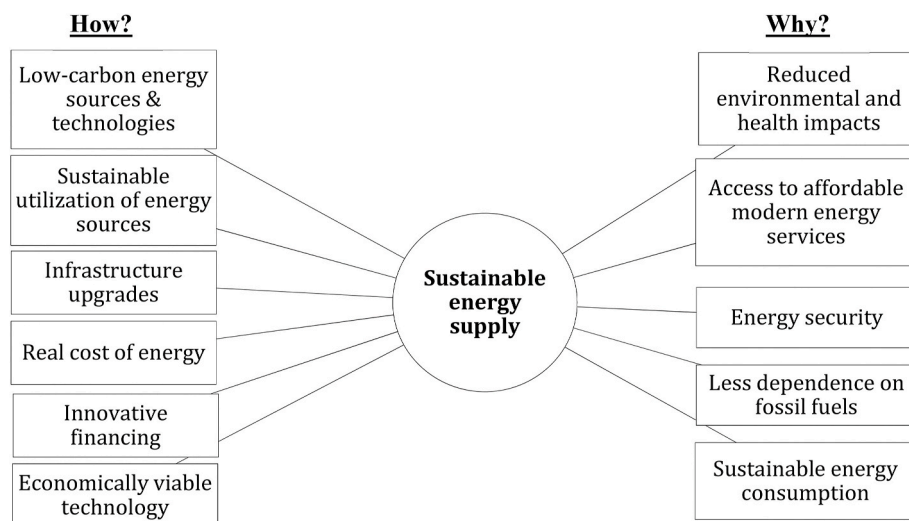 How?
Low-carbon energy
sources &
technologies
Sustainable
utilization of energy
sources
Infrastructure
upgrades
Real cost of energy
Innovative
financing
Economically viable
technology
Sustainable
energy
supply
Why?
Reduced
environmental and
health impacts
Access to affordable
modern energy
services
Energy security
Less dependence on
fossil fuels
Sustainable energy
consumption